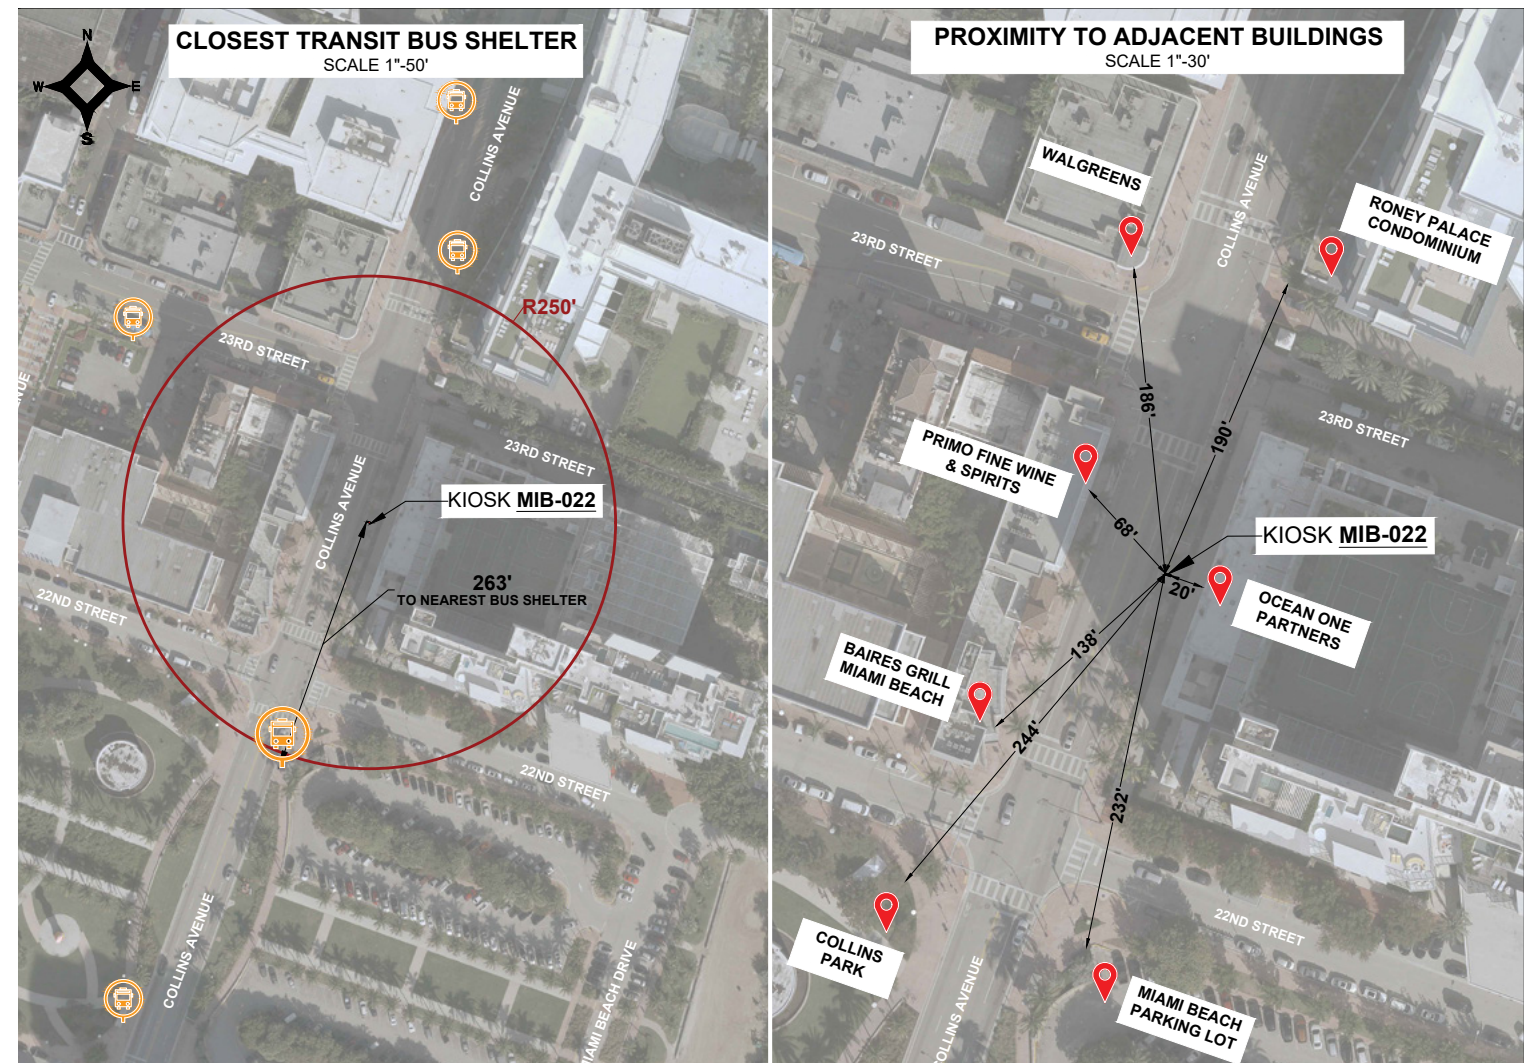 CLOSEST TRANSIT BUS SHELTER
SCALE 1"-50'
N
W
E
S
COLLINS AVENUE
R250'
23RD STREET
23RD STREET
COLLINS AVENUE
KIOSK MIB-022
263'
TO NEAREST BUS SHELTER
22ND STREET
22ND STREET
COLLINS AVENUE
MIAMI BEACH DRIVE
PROXIMITY TO ADJACENT BUILDINGS
SCALE 1"-30'
WALGREENS
COLLINS AVENUE
RONEY PALACE
CONDOMINIUM
23RD STREET
23RD STREET
186'
190'
PRIMO FINE WINE
& SPIRITS
68'
KIOSK MIB-022
20'
OCEAN ONE
PARTNERS
138'
BAIRES GRILL
MIAMI BEACH
244'
232'
22ND STREET
COLLINS
PARK
COLLINS AVENUE
MIAMI BEACH
PARKING LOT